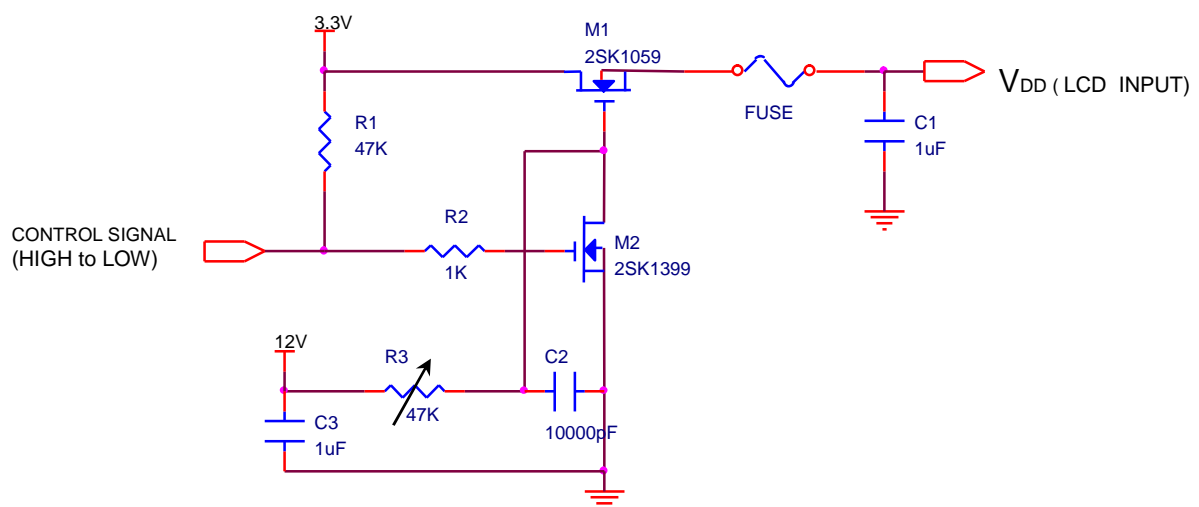 3.3V
M1
2SK1059
FUSE
VDD ( LCD INPUT)
R1
47K
C1
1uF
CONTROL SIGNAL
(HIGH to LOW)
R2
1K
M2
2SK1399
12V
R3
47K
C2
10000pF
C3
1uF